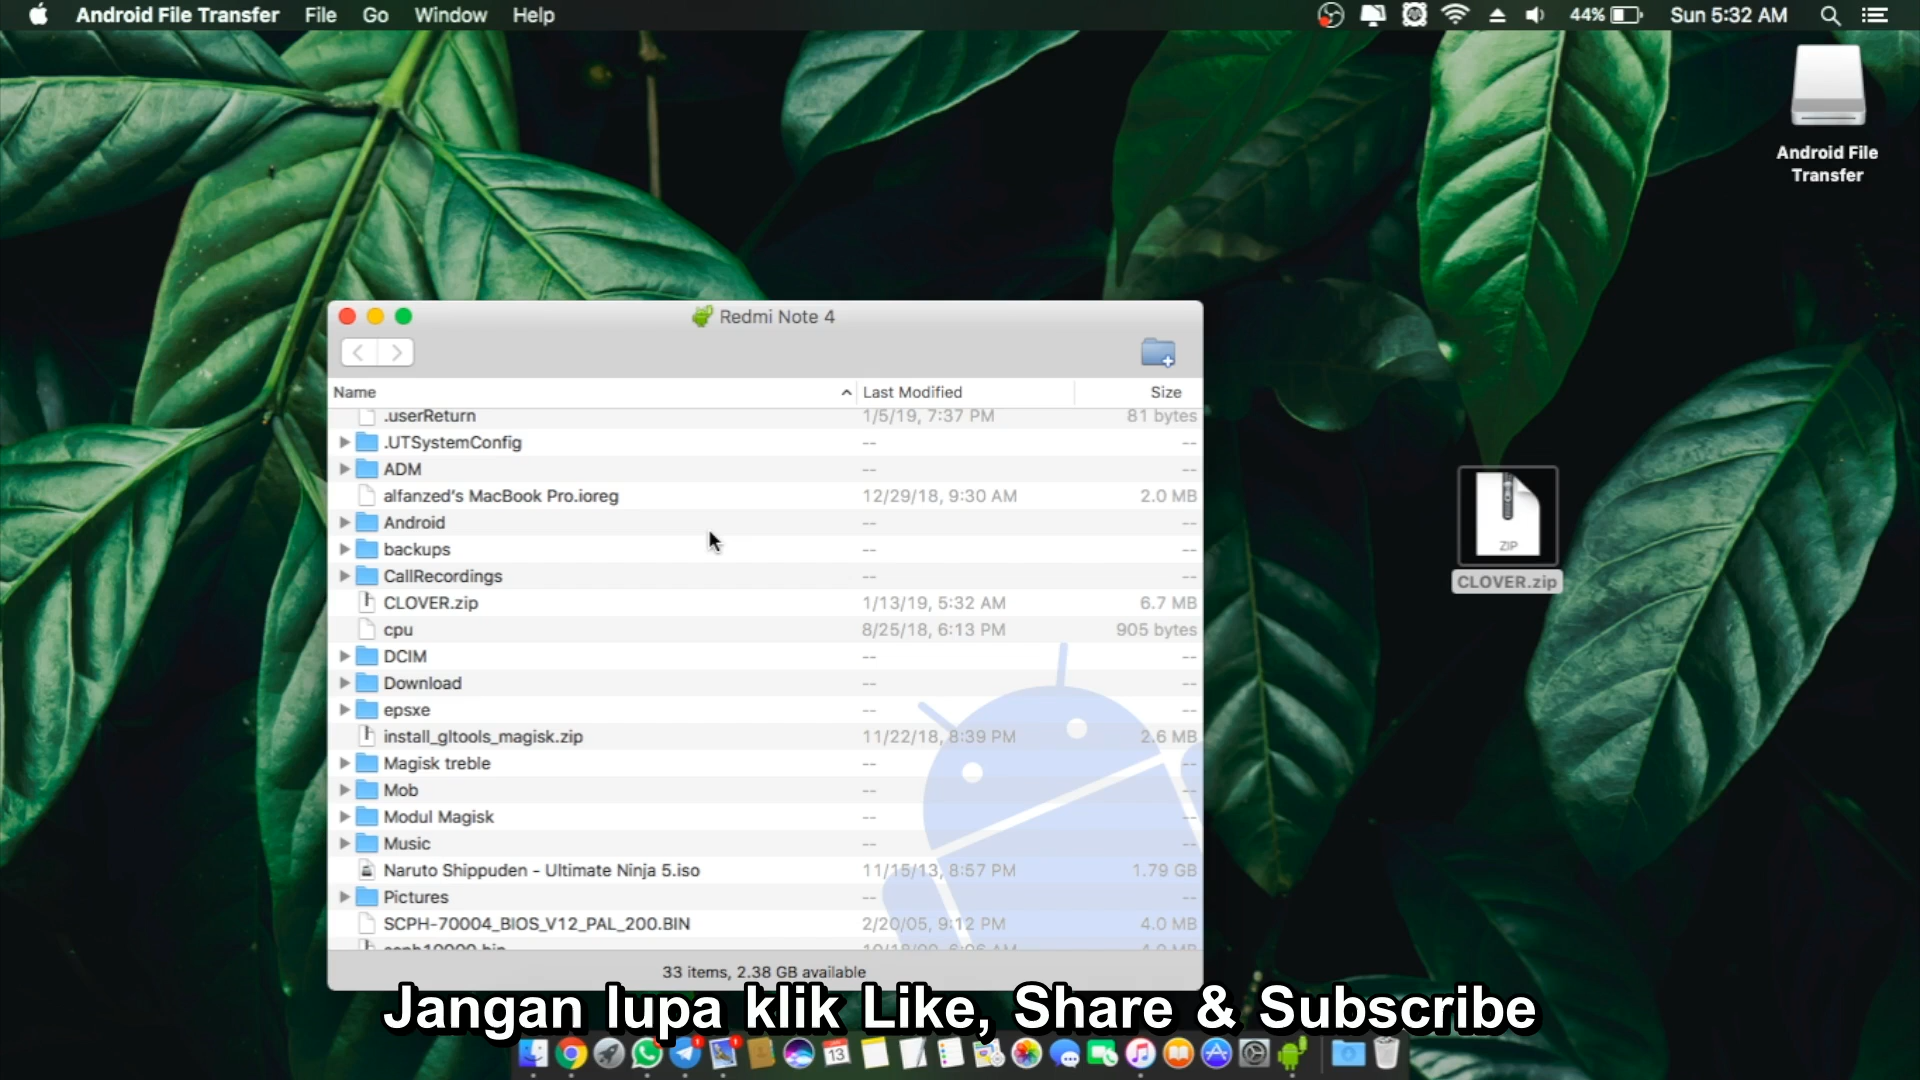 Android File Transfer File Go Window Help 44% Sun 5:32 AM
Android File
Transfer
Redmi Note 4
Name Last Modified Size
.userReturn 1/5/19, 7:37 PM 81 bytes
.UTSystemConfig -- --
ADM -- --
alfanzed's MacBook Pro.ioreg 12/29/18, 9:30 AM 2.0 MB
Android -- --
backups -- --
CallRecordings -- --
CLOVER.zip 1/13/19, 5:32 AM 6.7 MB
cpu 8/25/18, 6:13 PM 905 bytes
DCIM -- --
Download -- --
epsxe -- --
install_gltools_magisk.zip 11/22/18, 8:39 PM 2.6 MB
Magisk treble -- --
Mob -- --
Modul Magisk -- --
Music -- --
Naruto Shippuden - Ultimate Ninja 5.iso 11/15/13, 8:57 PM 1.79 GB
Pictures -- --
SCPH-70004_BIOS_V12_PAL_200.BIN 2/20/05, 9:12 PM 4.0 MB
33 items, 2.38 GB available
ZIP
CLOVER.zip
Jangan lupa klik Like, Share & Subscribe
13